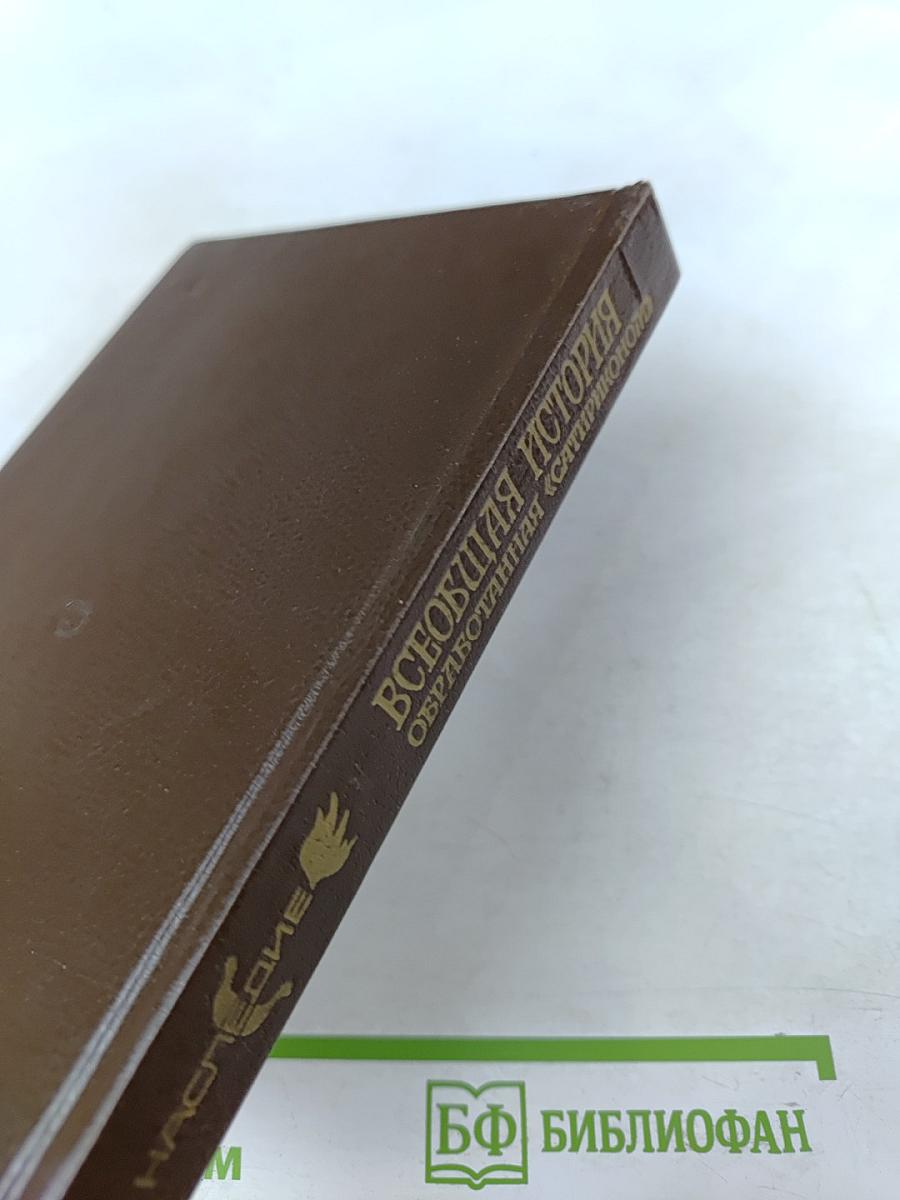 ВСЕОБЩАЯ ИСТОРИЯ
ОБРАБОТАННАЯ «САТИРИКОНОМ»
НАСЛЕДИЕ
БФ БИБЛИОФАН
М